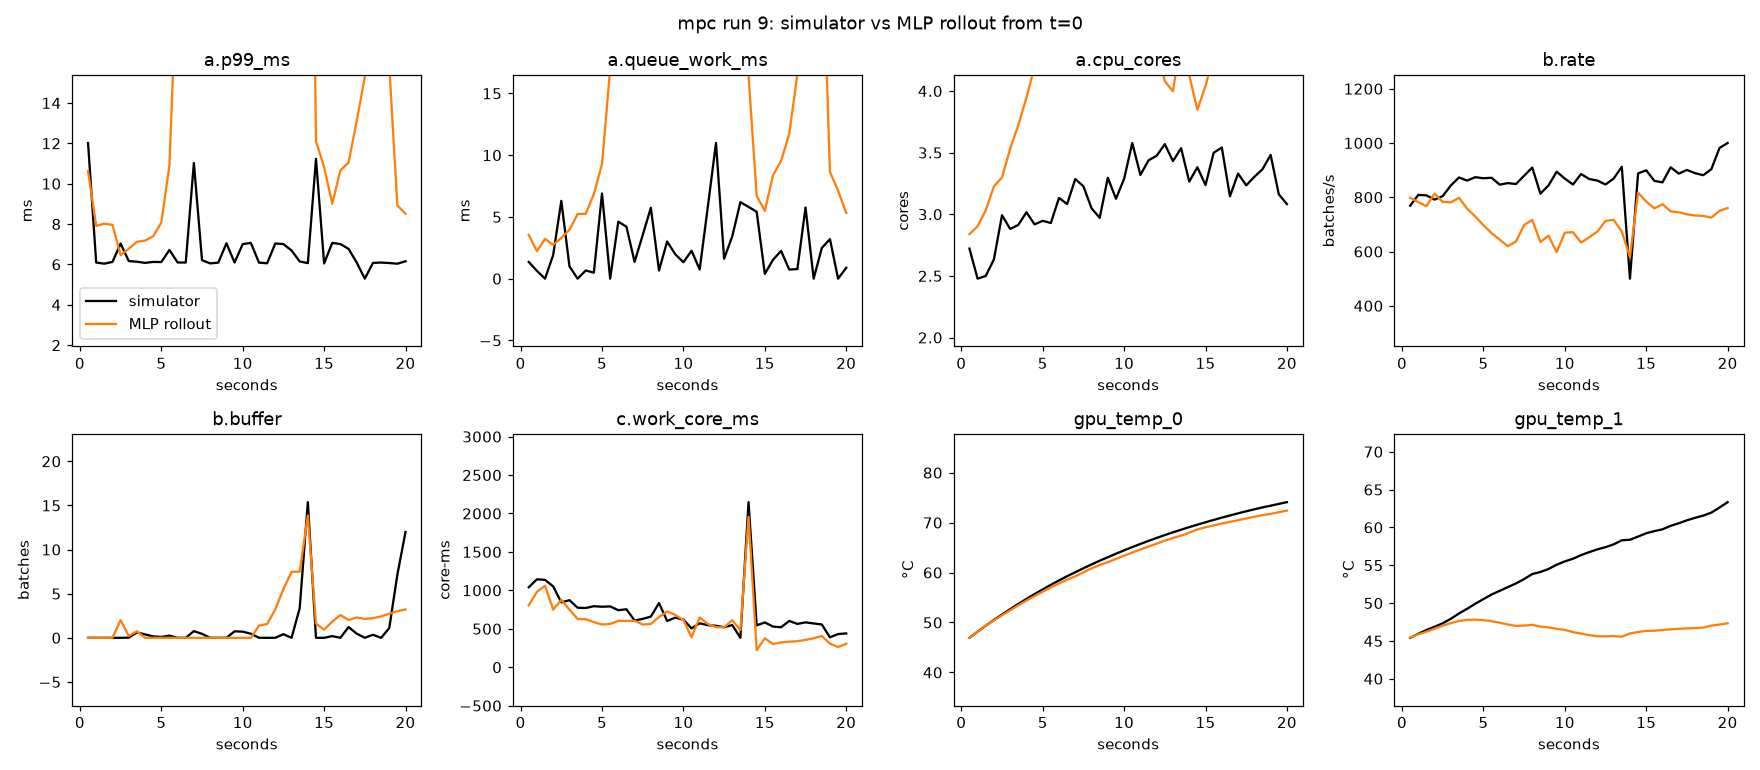 mpc run 9: simulator vs MLP rollout from t=0
a.p99_ms
14
12
10
8
6
4
2
ms
simulator
MLP rollout
0 5 10 15 20
seconds
a.queue_work_ms
15
10
5
0
−5
ms
0 5 10 15 20
seconds
a.cpu_cores
4.0
3.5
3.0
2.5
2.0
cores
0 5 10 15 20
seconds
b.rate
1200
1000
800
600
400
batches/s
0 5 10 15 20
seconds
b.buffer
20
15
10
5
0
−5
batches
0 5 10 15 20
seconds
c.work_core_ms
3000
2500
2000
1500
1000
500
0
−500
core-ms
0 5 10 15 20
seconds
gpu_temp_0
80
70
60
50
40
°C
0 5 10 15 20
seconds
gpu_temp_1
70
65
60
55
50
45
40
°C
0 5 10 15 20
seconds